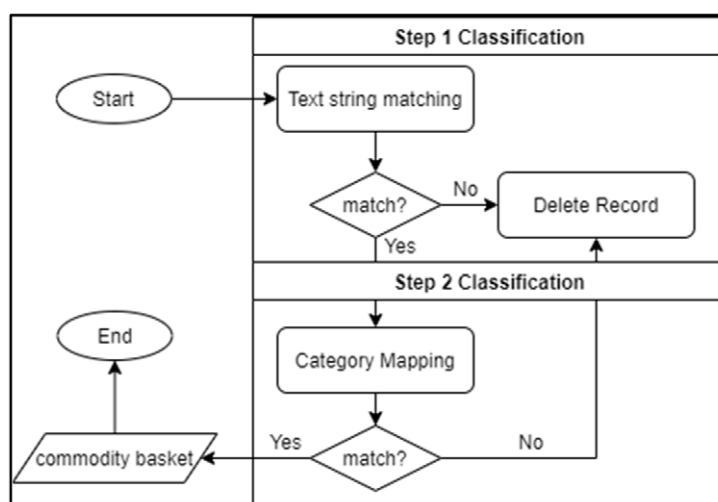 Step 1 Classification
Start
Text string matching
match?
No
Delete Record
Yes
Step 2 Classification
End
Category Mapping
commodity basket
Yes
match?
No